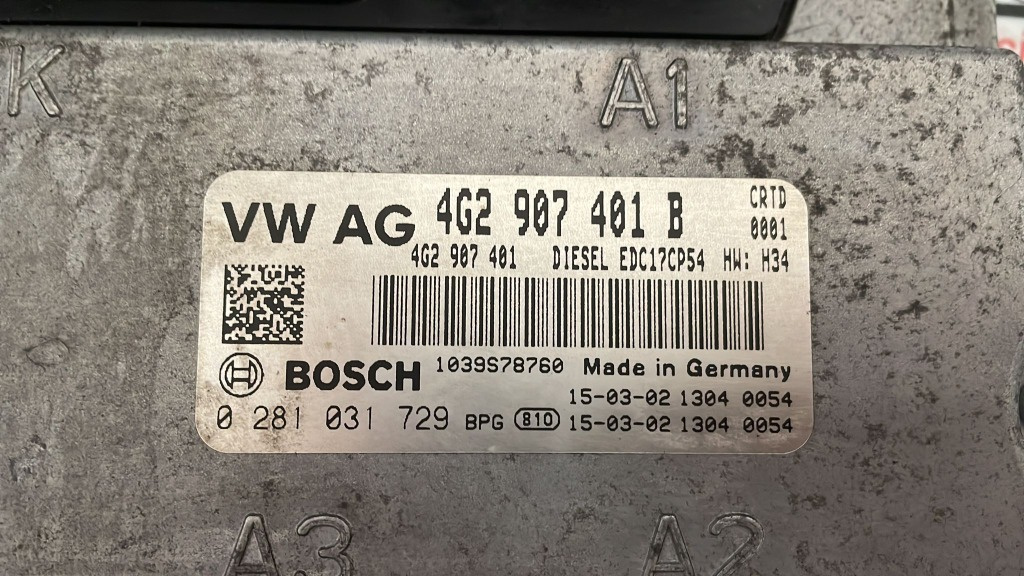 K
A1
VW AG 4G2 907 401 B CRTD
0001
4G2 907 401 DIESEL EDC17CP54 HW: H34
BOSCH 1039S78760 Made in Germany
15-03-02 1304 0054
0 281 031 729 BPG 810 15-03-02 1304 0054
A3 A2